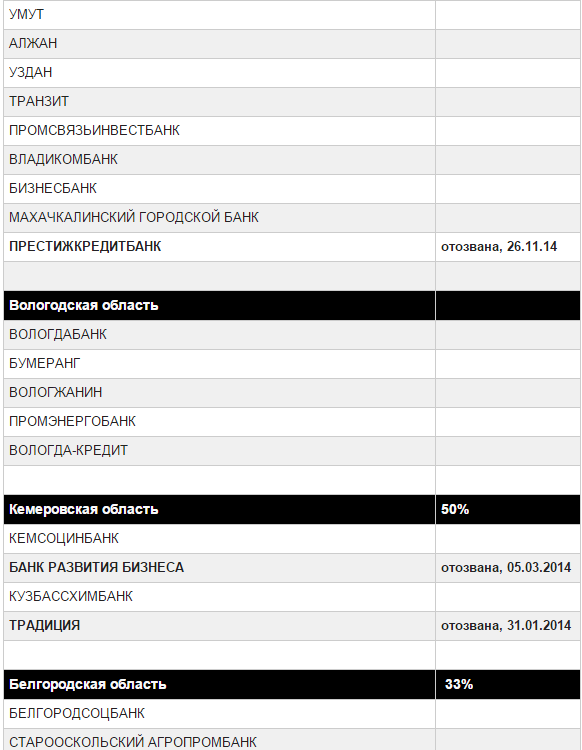 УМУТ
АЛЖАН
УЗДАН
ТРАНЗИТ
ПРОМСВЯЗЬИНВЕСТБАНК
ВЛАДИКОМБАНК
БИЗНЕСБАНК
МАХАЧКАЛИНСКИЙ ГОРОДСКОЙ БАНК
ПРЕСТИЖКРЕДИТБАНК отозвана, 26.11.14
Вологодская область
ВОЛОГДАБАНК
БУМЕРАНГ
ВОЛОГЖАНИН
ПРОМЭНЕРГОБАНК
ВОЛОГДА-КРЕДИТ
Кемеровская область 50%
КЕМСОЦИНБАНК
БАНК РАЗВИТИЯ БИЗНЕСА отозвана, 05.03.2014
КУЗБАССХИМБАНК
ТРАДИЦИЯ отозвана, 31.01.2014
Белгородская область 33%
БЕЛГОРОДСОЦБАНК
СТАРООСКОЛЬСКИЙ АГРОПРОМБАНК